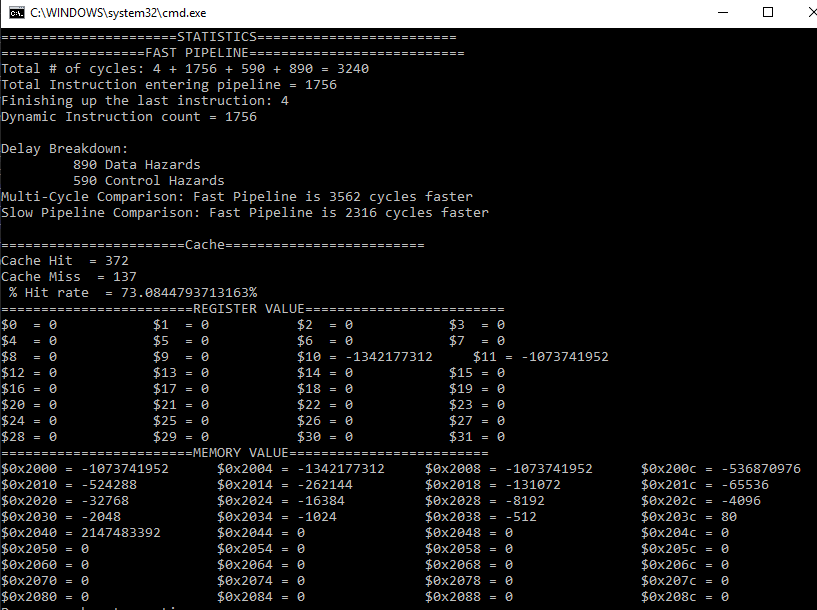 C:\WINDOWS\system32\cmd.exe
======================STATISTICS=========================
==================FAST PIPELINE===========================
Total # of cycles: 4 + 1756 + 590 + 890 = 3240
Total Instruction entering pipeline = 1756
Finishing up the last instruction: 4
Dynamic Instruction count = 1756
Delay Breakdown:
890 Data Hazards
590 Control Hazards
Multi-Cycle Comparison: Fast Pipeline is 3562 cycles faster
Slow Pipeline Comparison: Fast Pipeline is 2316 cycles faster
=======================Cache=========================
Cache Hit  = 372
Cache Miss  = 137
% Hit rate  = 73.0844793713163%
========================REGISTER VALUE=========================
$0  = 0 $1  = 0 $2  = 0 $3  = 0
$4  = 0 $5  = 0 $6  = 0 $7  = 0
$8  = 0 $9  = 0 $10 = -1342177312 $11 = -1073741952
$12 = 0 $13 = 0 $14 = 0 $15 = 0
$16 = 0 $17 = 0 $18 = 0 $19 = 0
$20 = 0 $21 = 0 $22 = 0 $23 = 0
$24 = 0 $25 = 0 $26 = 0 $27 = 0
$28 = 0 $29 = 0 $30 = 0 $31 = 0
========================MEMORY VALUE=========================
$0x2000 = -1073741952 $0x2004 = -1342177312 $0x2008 = -1073741952 $0x200c = -536870976
$0x2010 = -524288 $0x2014 = -262144 $0x2018 = -131072 $0x201c = -65536
$0x2020 = -32768 $0x2024 = -16384 $0x2028 = -8192 $0x202c = -4096
$0x2030 = -2048 $0x2034 = -1024 $0x2038 = -512 $0x203c = 80
$0x2040 = 2147483392 $0x2044 = 0 $0x2048 = 0 $0x204c = 0
$0x2050 = 0 $0x2054 = 0 $0x2058 = 0 $0x205c = 0
$0x2060 = 0 $0x2064 = 0 $0x2068 = 0 $0x206c = 0
$0x2070 = 0 $0x2074 = 0 $0x2078 = 0 $0x207c = 0
$0x2080 = 0 $0x2084 = 0 $0x2088 = 0 $0x208c = 0